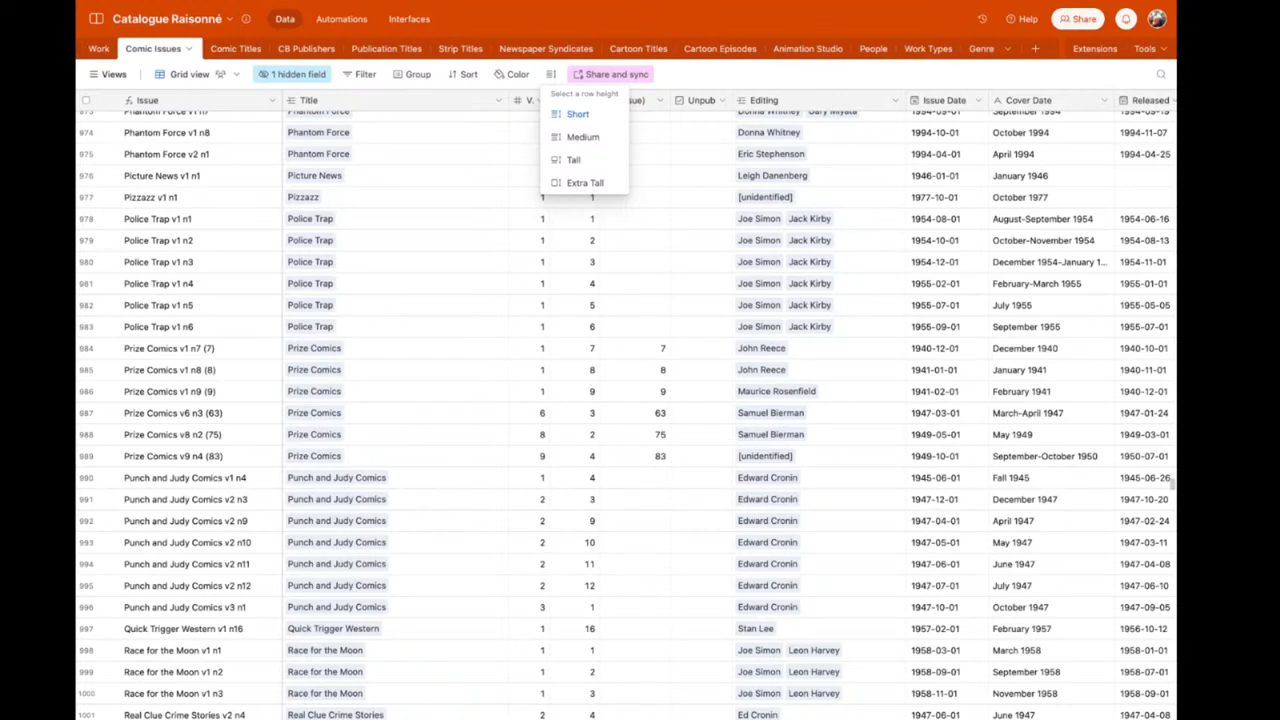 Catalogue Raisonné Data Automations Interfaces Help Share
Work Comic Issues Comic Titles CB Publishers Publication Titles Strip Titles Newspaper Syndicates Cartoon Titles Cartoon Episodes Animation Studio People Work Types Genre + Extensions Tools
Views Grid view 1 hidden field Filter Group Sort Color Share and sync
Select a row height
Short
Medium
Tall
Extra Tall
Issue Title # V. sue) Unpub Editing Issue Date Cover Date Released
974 Phantom Force v1 n8 Phantom Force Donna Whitney 1994-10-01 October 1994 1994-11-07
975 Phantom Force v2 n1 Phantom Force Eric Stephenson 1994-04-01 April 1994 1994-04-25
976 Picture News v1 n1 Picture News Leigh Danenberg 1946-01-01 January 1946
977 Pizzazz v1 n1 Pizzazz 1 1 [unidentified] 1977-10-01 October 1977
978 Police Trap v1 n1 Police Trap 1 1 Joe Simon Jack Kirby 1954-08-01 August-September 1954 1954-06-16
979 Police Trap v1 n2 Police Trap 1 2 Joe Simon Jack Kirby 1954-10-01 October-November 1954 1954-08-13
980 Police Trap v1 n3 Police Trap 1 3 Joe Simon Jack Kirby 1954-12-01 December 1954-January 1... 1954-11-01
981 Police Trap v1 n4 Police Trap 1 4 Joe Simon Jack Kirby 1955-02-01 February-March 1955 1955-01-01
982 Police Trap v1 n5 Police Trap 1 5 Joe Simon Jack Kirby 1955-07-01 July 1955 1955-05-05
983 Police Trap v1 n6 Police Trap 1 6 Joe Simon Jack Kirby 1955-09-01 September 1955 1955-07-01
984 Prize Comics v1 n7 (7) Prize Comics 1 7 7 John Reece 1940-12-01 December 1940 1940-10-01
985 Prize Comics v1 n8 (8) Prize Comics 1 8 8 John Reece 1941-01-01 January 1941 1940-11-01
986 Prize Comics v1 n9 (9) Prize Comics 1 9 9 Maurice Rosenfield 1941-02-01 February 1941 1940-12-01
987 Prize Comics v6 n3 (63) Prize Comics 6 3 63 Samuel Bierman 1947-03-01 March-April 1947 1947-01-24
988 Prize Comics v8 n2 (75) Prize Comics 8 2 75 Samuel Bierman 1949-05-01 May 1949 1949-03-01
989 Prize Comics v9 n4 (83) Prize Comics 9 4 83 [unidentified] 1949-10-01 September-October 1950 1950-07-01
990 Punch and Judy Comics v1 n4 Punch and Judy Comics 1 4 Edward Cronin 1945-06-01 Fall 1945 1945-06-26
991 Punch and Judy Comics v2 n3 Punch and Judy Comics 2 3 Edward Cronin 1947-12-01 December 1947 1947-10-20
992 Punch and Judy Comics v2 n9 Punch and Judy Comics 2 9 Edward Cronin 1947-04-01 April 1947 1947-02-24
993 Punch and Judy Comics v2 n10 Punch and Judy Comics 2 10 Edward Cronin 1947-05-01 May 1947 1947-03-11
994 Punch and Judy Comics v2 n11 Punch and Judy Comics 2 11 Edward Cronin 1947-06-01 June 1947 1947-04-08
995 Punch and Judy Comics v2 n12 Punch and Judy Comics 2 12 Edward Cronin 1947-07-01 July 1947 1947-06-10
996 Punch and Judy Comics v3 n1 Punch and Judy Comics 3 1 Edward Cronin 1947-10-01 October 1947 1947-09-05
997 Quick Trigger Western v1 n16 Quick Trigger Western 1 16 Stan Lee 1957-02-01 February 1957 1956-10-12
998 Race for the Moon v1 n1 Race for the Moon 1 1 Joe Simon Leon Harvey 1958-03-01 March 1958 1958-01-01
999 Race for the Moon v1 n2 Race for the Moon 1 2 Joe Simon Leon Harvey 1958-09-01 September 1958 1958-07-01
1000 Race for the Moon v1 n3 Race for the Moon 1 3 Joe Simon Leon Harvey 1958-11-01 November 1958 1958-09-01
1001 Real Clue Crime Stories v2 n4 Real Clue Crime Stories 2 4 Ed Cronin 1947-06-01 June 1947 1947-04-08